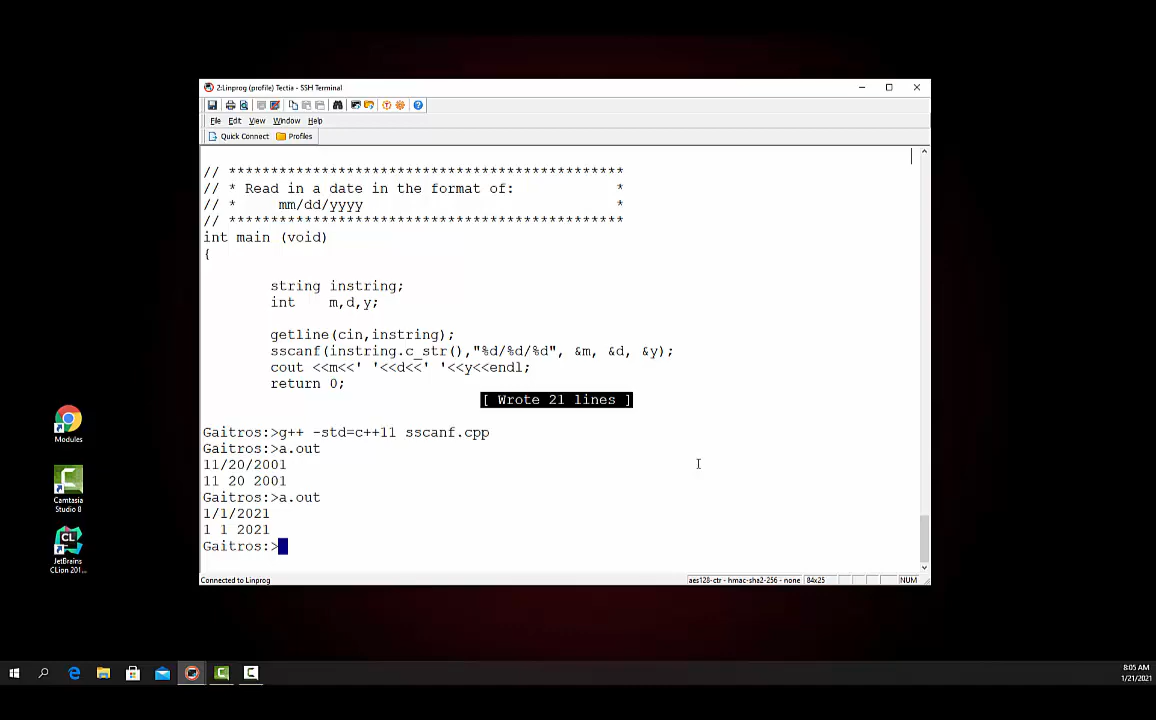 2:Linprog (profile) Tectia - SSH Terminal
File Edit View Window Help
Quick Connect Profiles
// ***********************************************
// * Read in a date in the format of:             *
// *     mm/dd/yyyy                               *
// ***********************************************
int main (void)
{
string instring;
int    m,d,y;
getline(cin,instring);
sscanf(instring.c_str(),"%d/%d/%d", &m, &d, &y);
cout <<m<<' '<<d<<' '<<y<<endl;
return 0;
[ Wrote 21 lines ]
Gaitros:>g++ -std=c++11 sscanf.cpp
Gaitros:>a.out
11/20/2001
11 20 2001
Gaitros:>a.out
1/1/2021
1 1 2021
Gaitros:>
Connected to Linprog
aes128-ctr - hmac-sha2-256 - none
84x25
NUM
Modules
Camtasia
Studio 8
CL
JetBrains
CLion 201...
8:05 AM
1/21/2021